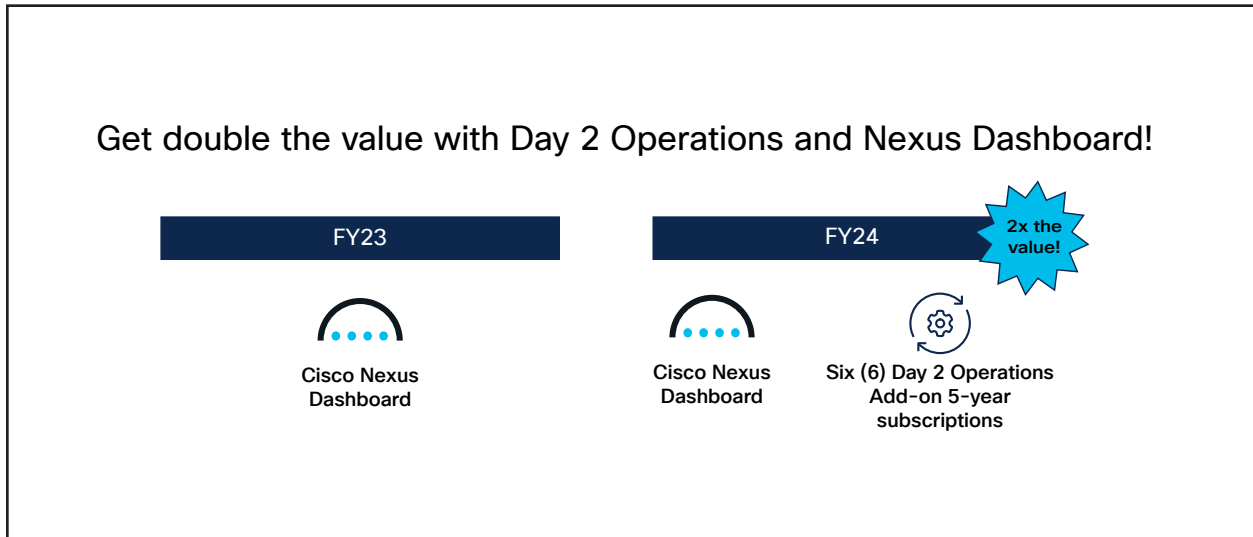 Get double the value with Day 2 Operations and Nexus Dashboard!
FY23
FY24
2x the
value!
Cisco Nexus
Dashboard
Cisco Nexus
Dashboard
Six (6) Day 2 Operations
Add-on 5-year
subscriptions